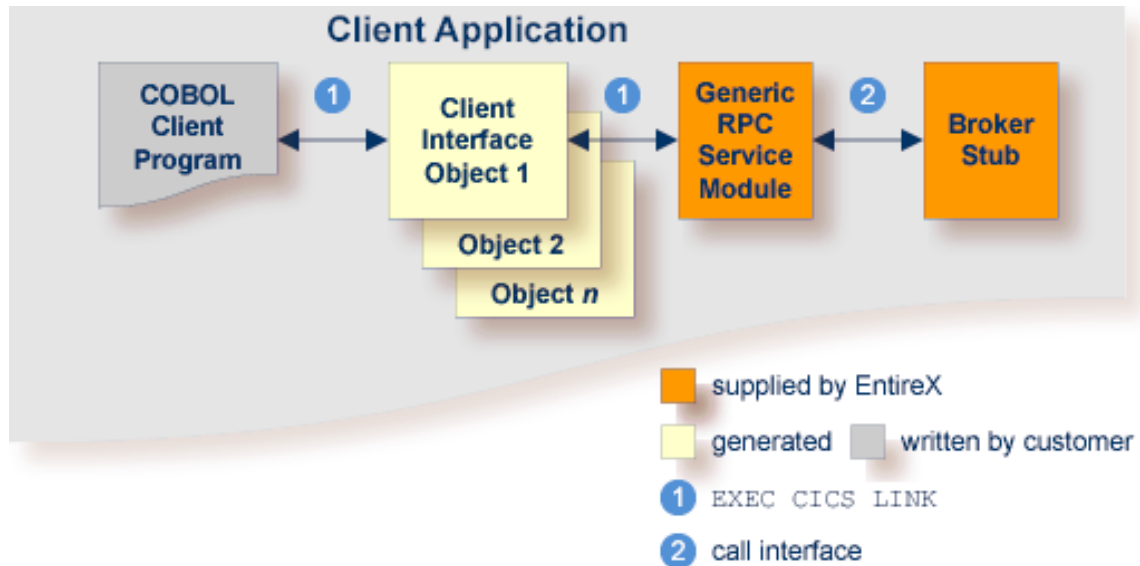 Client Application
COBOL
Client
Program
1
Client
Interface
Object 1
Object 2
Object n
1
Generic
RPC
Service
Module
2
Broker
Stub
supplied by EntireX
generated
written by customer
1 EXEC CICS LINK
2 call interface